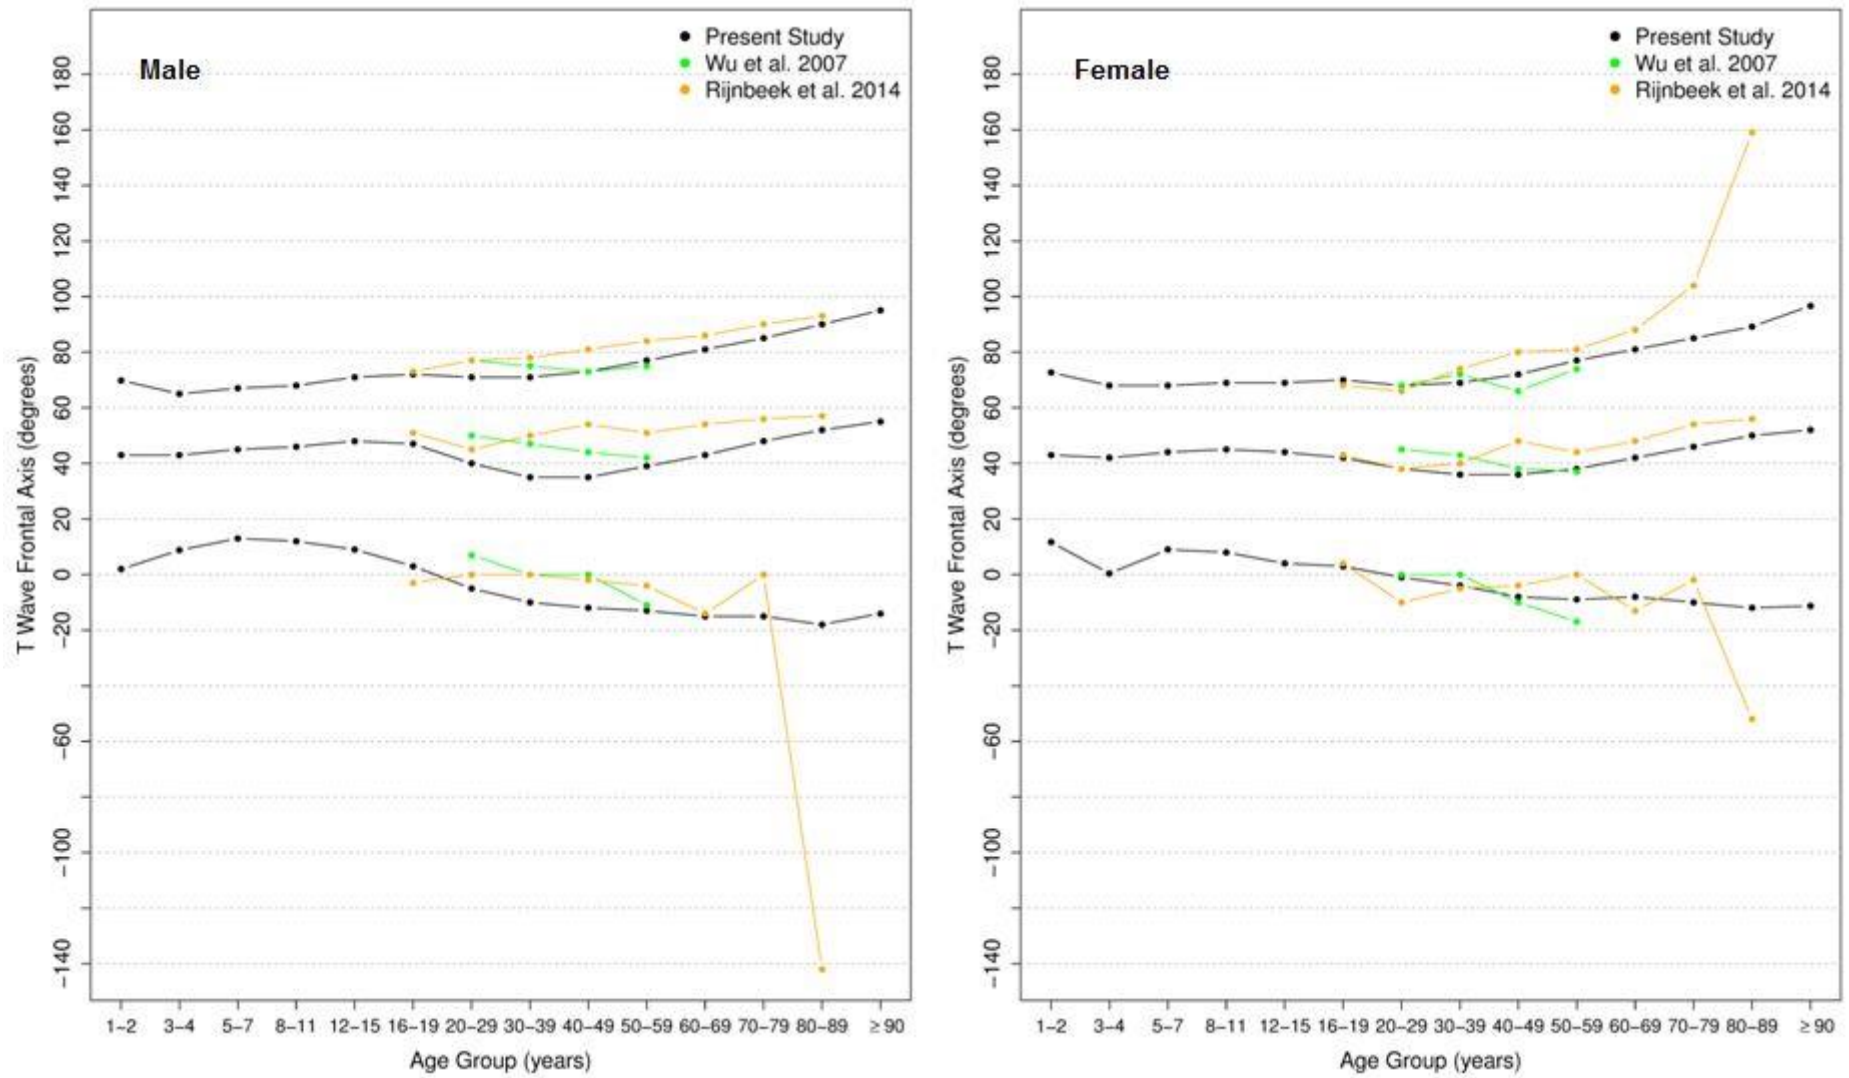 Male
Present Study
Wu et al. 2007
Rijnbeek et al. 2014
T Wave Frontal Axis (degrees)
180
160
140
120
100
80
60
40
20
0
−20
−60
−100
−140
1−2 3−4 5−7 8−11 12−15 16−19 20−29 30−39 40−49 50−59 60−69 70−79 80−89 ≥ 90
Age Group (years)
Female
Present Study
Wu et al. 2007
Rijnbeek et al. 2014
T Wave Frontal Axis (degrees)
180
160
140
120
100
80
60
40
20
0
−20
−60
−100
−140
1−2 3−4 5−7 8−11 12−15 16−19 20−29 30−39 40−49 50−59 60−69 70−79 80−89 ≥ 90
Age Group (years)